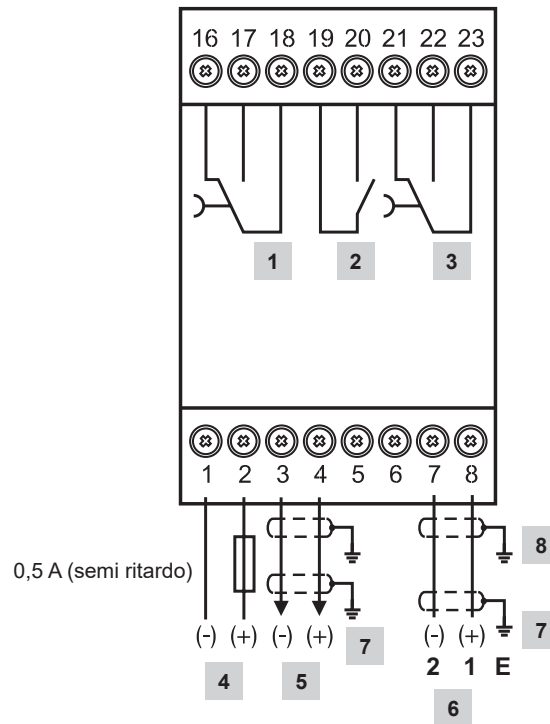 16 17 18 19 20 21 22 23
1 2 3
1 2 3 4 5 6 7 8
0,5 A (semi ritardo)
8
7
7
(-) (+) (-) (+) (-) (+)
2 1 E
4 5
6